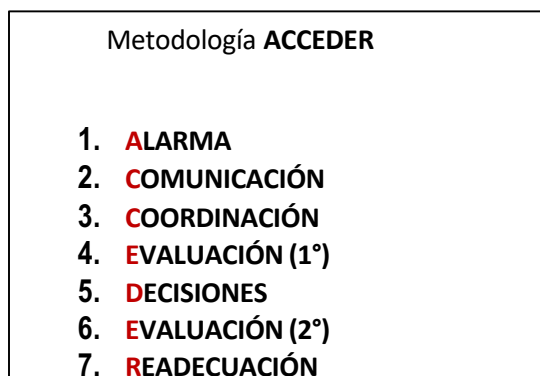 Metodología ACCEDER
1. ALARMA
2. COMUNICACIÓN
3. COORDINACIÓN
4. EVALUACIÓN (1°)
5. DECISIONES
6. EVALUACIÓN (2°)
7. READECUACIÓN